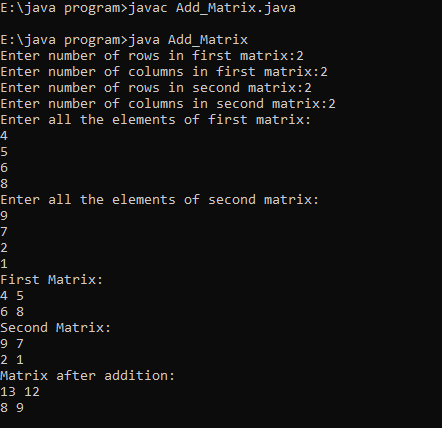 E:\java program>javac Add_Matrix.java
E:\java program>java Add_Matrix
Enter number of rows in first matrix:2
Enter number of columns in first matrix:2
Enter number of rows in second matrix:2
Enter number of columns in second matrix:2
Enter all the elements of first matrix:
4
5
6
8
Enter all the elements of second matrix:
9
7
2
1
First Matrix:
4 5
6 8
Second Matrix:
9 7
2 1
Matrix after addition:
13 12
8 9